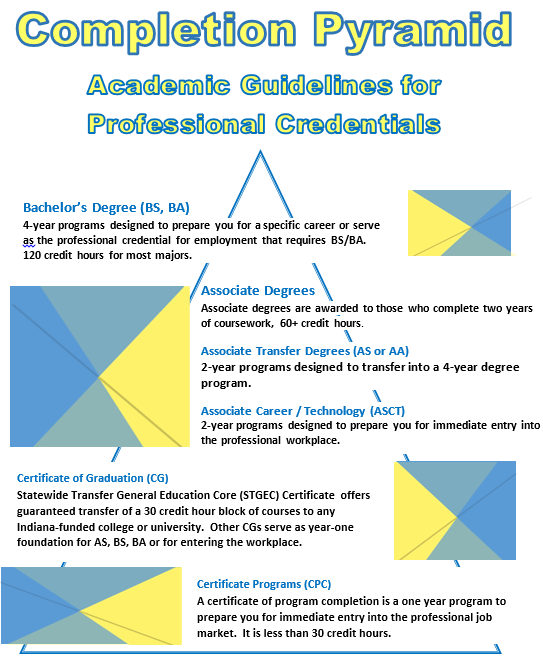 Completion Pyramid
Academic Guidelines for
Professional Credentials
Bachelor's Degree (BS, BA)
4-year programs designed to prepare you for a specific career or serve
as the professional credential for employment that requires BS/BA.
120 credit hours for most majors.
Associate Degrees
Associate degrees are awarded to those who complete two years
of coursework, 60+ credit hours.
Associate Transfer Degrees (AS or AA)
2-year programs designed to transfer into a 4-year degree
program.
Associate Career / Technology (ASCT)
2-year programs designed to prepare you for immediate entry into
the professional workplace.
Certificate of Graduation (CG)
Statewide Transfer General Education Core (STGEC) Certificate offers
guaranteed transfer of a 30 credit hour block of courses to any
Indiana-funded college or university. Other CGs serve as year-one
foundation for AS, BS, BA or for entering the workplace.
Certificate Programs (CPC)
A certificate of program completion is a one year program to
prepare you for immediate entry into the professional job
market. It is less than 30 credit hours.